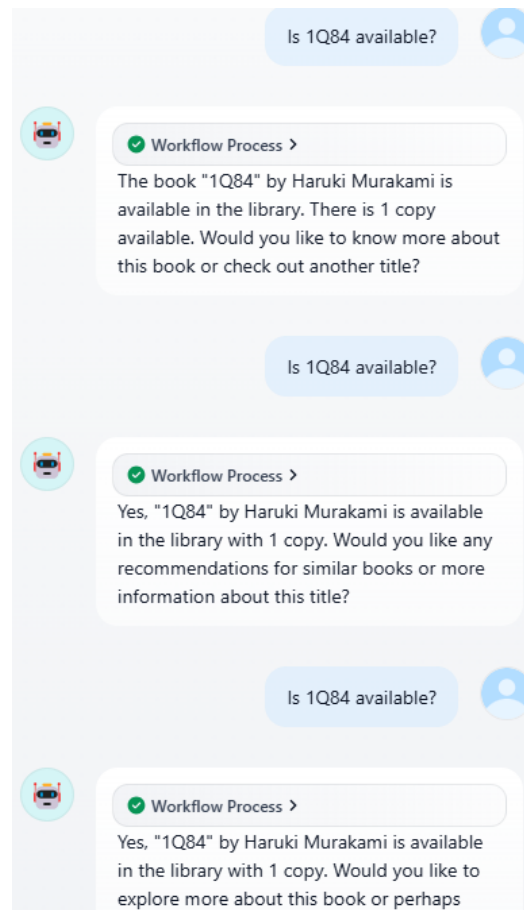 Is 1Q84 available?
Workflow Process >
The book "1Q84" by Haruki Murakami is
available in the library. There is 1 copy
available. Would you like to know more about
this book or check out another title?
Is 1Q84 available?
Workflow Process >
Yes, "1Q84" by Haruki Murakami is available
in the library with 1 copy. Would you like any
recommendations for similar books or more
information about this title?
Is 1Q84 available?
Workflow Process >
Yes, "1Q84" by Haruki Murakami is available
in the library with 1 copy. Would you like to
explore more about this book or perhaps